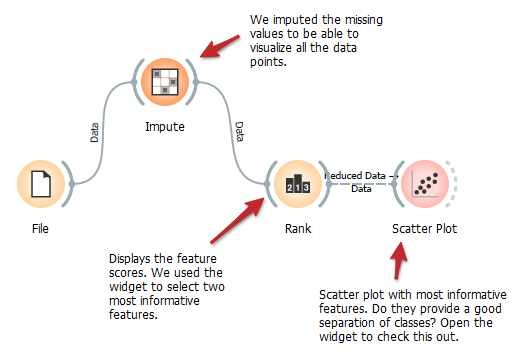 We imputed the missing
values to be able to
visualize all the data
points.
Impute
Data
Data
File
Rank
Reduced Data →
Data
Scatter Plot
213
Displays the feature
scores. We used the
widget to select two
most informative
features.
Scatter plot with most informative
features. Do they provide a good
separation of classes? Open the
widget to check this out.